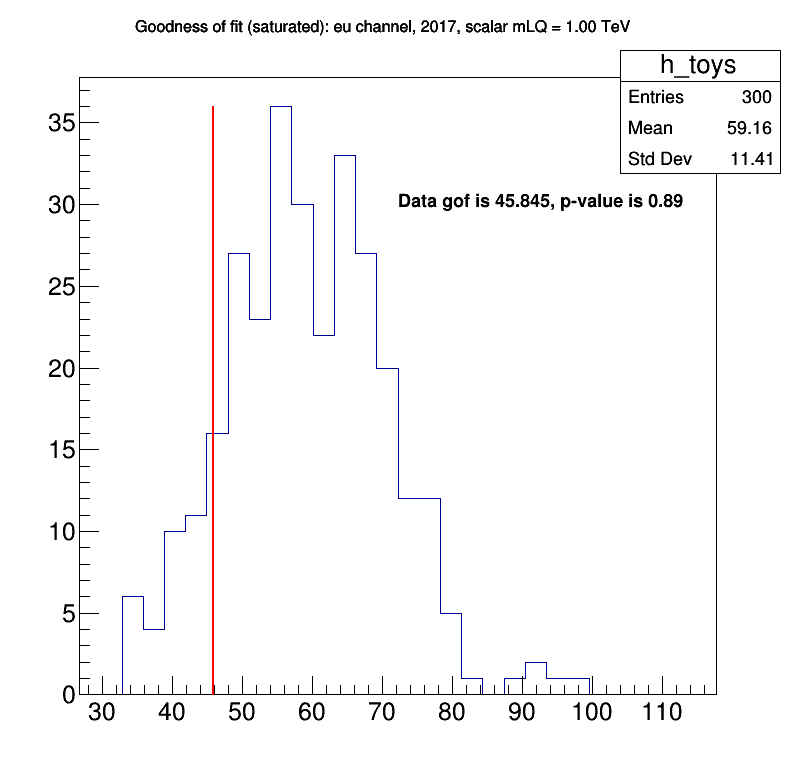 Goodness of fit (saturated): eu channel, 2017, scalar mLQ = 1.00 TeV
h_toys
Entries 300
Mean 59.16
Std Dev 11.41
Data gof is 45.845, p-value is 0.89
35
30
25
20
15
10
5
0
30 40 50 60 70 80 90 100 110